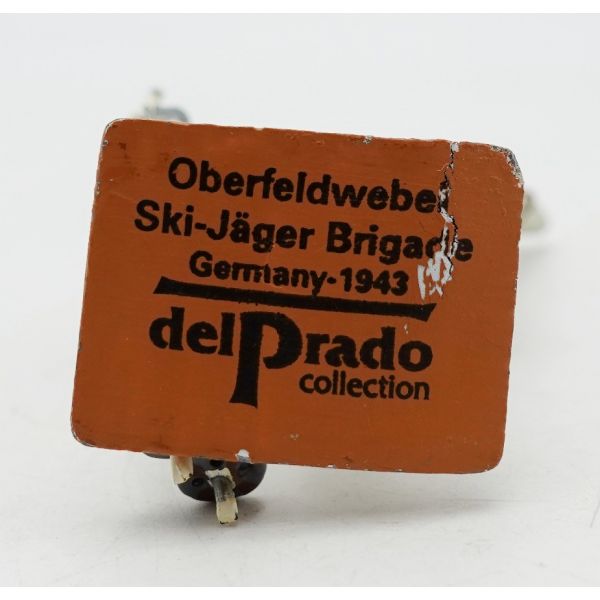 Oberfeldwebel
Ski-Jäger Brigade
Germany-1943
delPrado
collection